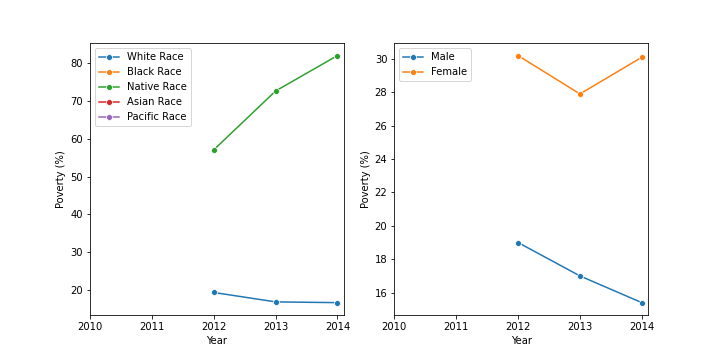 White Race
Black Race
Native Race
Asian Race
Pacific Race
80
70
60
50
40
30
20
Poverty (%)
2010 2011 2012 2013 2014
Year
Male
Female
30
28
26
24
22
20
18
16
Poverty (%)
2010 2011 2012 2013 2014
Year